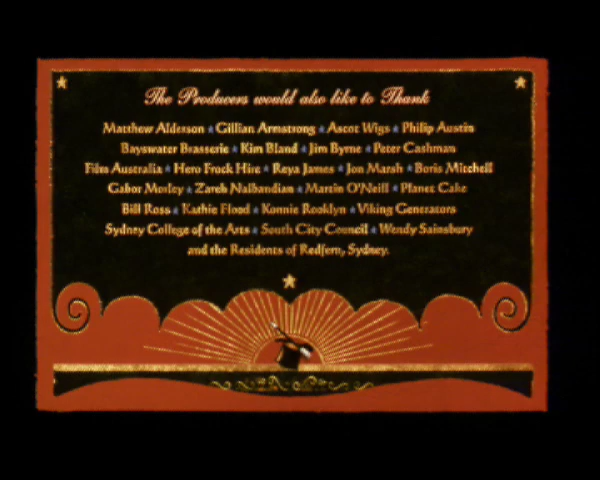 The Producers would also like to Thank
Matthew Alderson ★ Gillian Armstrong ★ Ascot Wigs ★ Philip Austin
Bayswater Brasserie ★ Kim Bland ★ Jim Byrne ★ Peter Cashman
Film Australia ★ Hero Frock Hire ★ Reya James ★ Jon Marsh ★ Boris Mitchell
Gabor Mosley ★ Zareh Nalbandian ★ Martin O'Neill ★ Planet Cake
Bill Ross ★ Kathie Flood ★ Konnie Rooklyn ★ Viking Generators
Sydney College of the Arts ★ South City Council ★ Wendy Sainsbury
and the Residents of Redfern, Sydney.